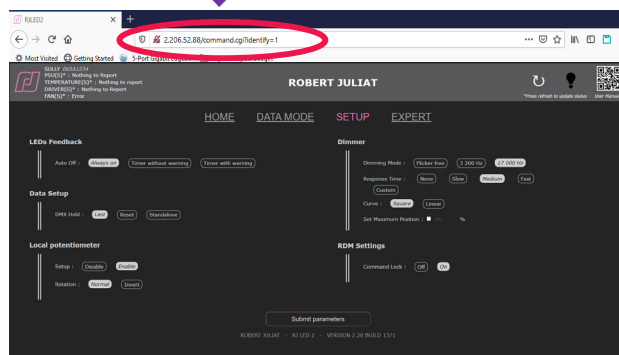 RJLED2
2.206.52.88/command.cgi?identify=1
Most Visited Getting Started 5-Port Gigabit
SULLY 065A1234
PSU(S)* : Nothing to Report
TEMPERATURE(S)* : Nothing to report
DRIVER(S)* : Nothing to Report
FAN(S)* : Error
ROBERT JULIAT
*Press refresh to update status User Manual
HOME DATA MODE SETUP EXPERT
LEDs Feedback
Auto Off : Always on Timer without warning Timer with warning
Data Setup
DMX Hold : Last Reset Standalone
Local potentiometer
Setup : Disable Enable
Rotation : Normal Invert
Dimmer
Dimming Mode : Flicker free 3 200 Hz 17 000 Hz
Response Time : None Slow Medium Fast
Custom
Curve : Square Linear
Set Maximum Position : %
RDM Settings
Command Lock : Off On
Submit parameters
ROBERT JULIAT - RJ LED 2 - VERSION 2.20 BUILD 1371